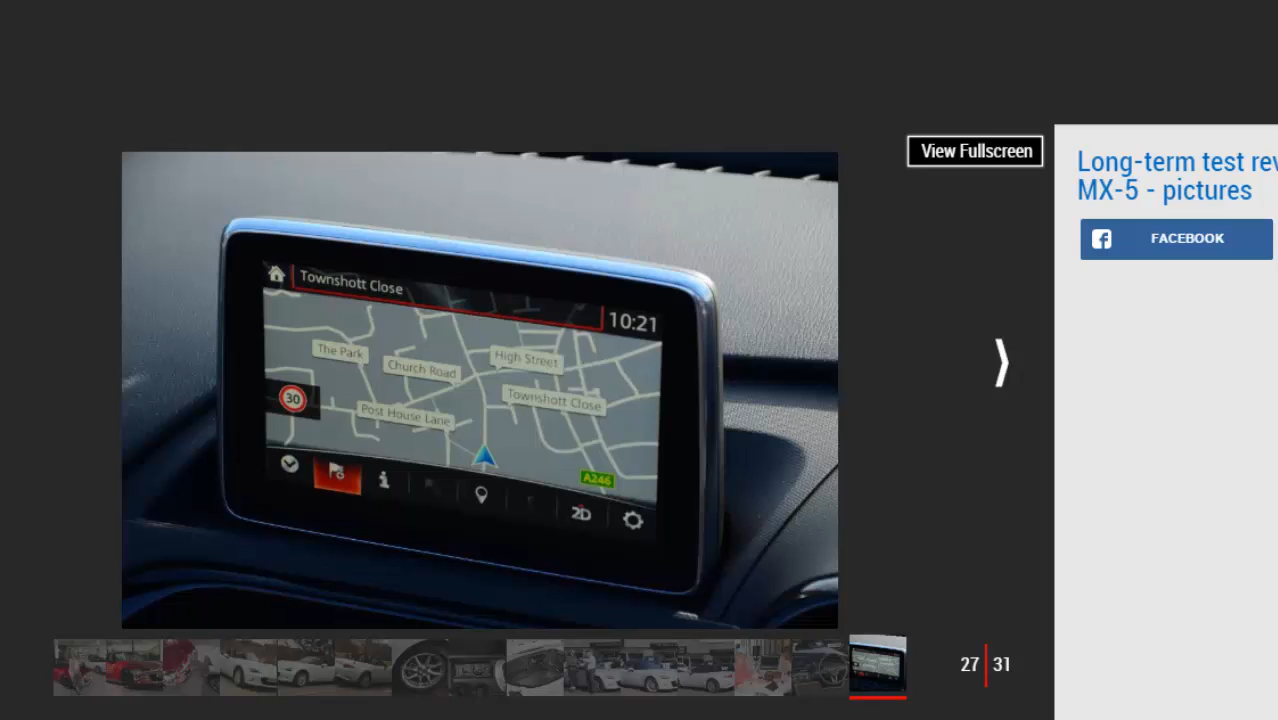 View Fullscreen
Long-term test rev
MX-5 - pictures
FACEBOOK
Townshott Close
10:21
The Park
Church Road
High Street
Townshott Close
30
Post House Lane
A246
i
2D
27 | 31